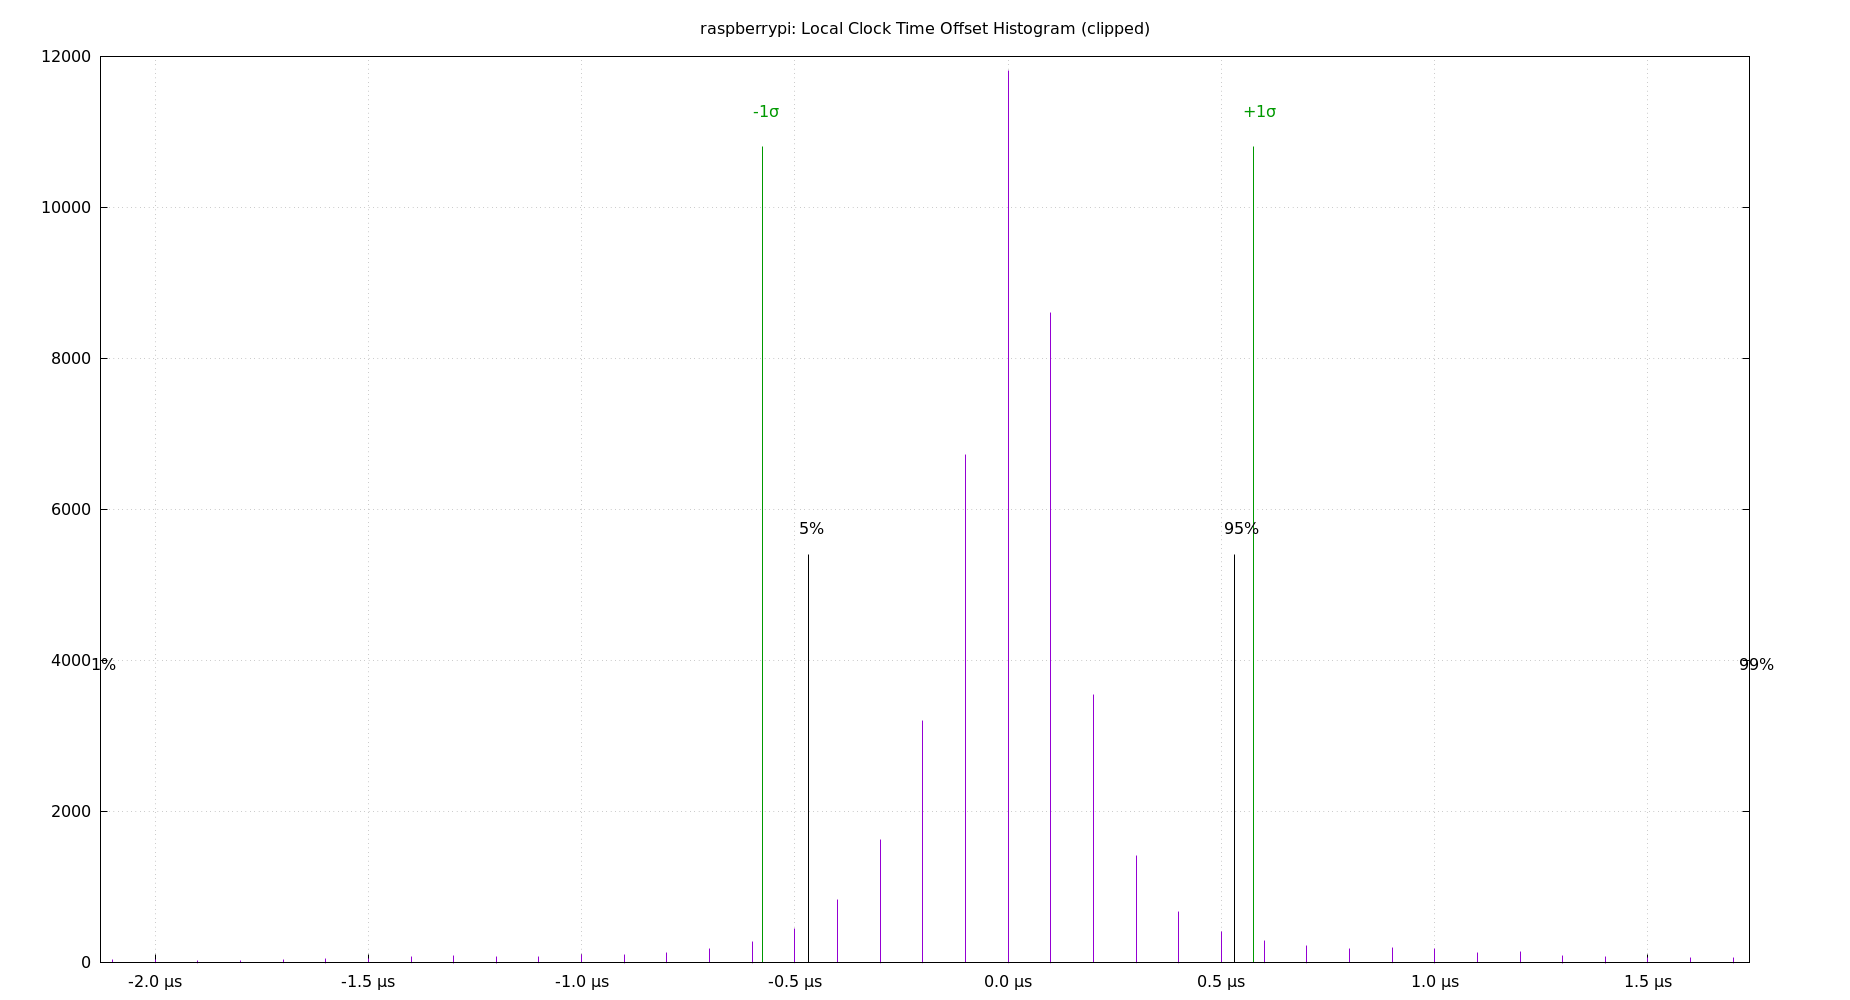 raspberrypi: Local Clock Time Offset Histogram (clipped)
12000
-1σ +1σ
10000
8000
6000
5% 95%
4000 1% 99%
2000
0
-2.0 μs -1.5 μs -1.0 μs -0.5 μs 0.0 μs 0.5 μs 1.0 μs 1.5 μs